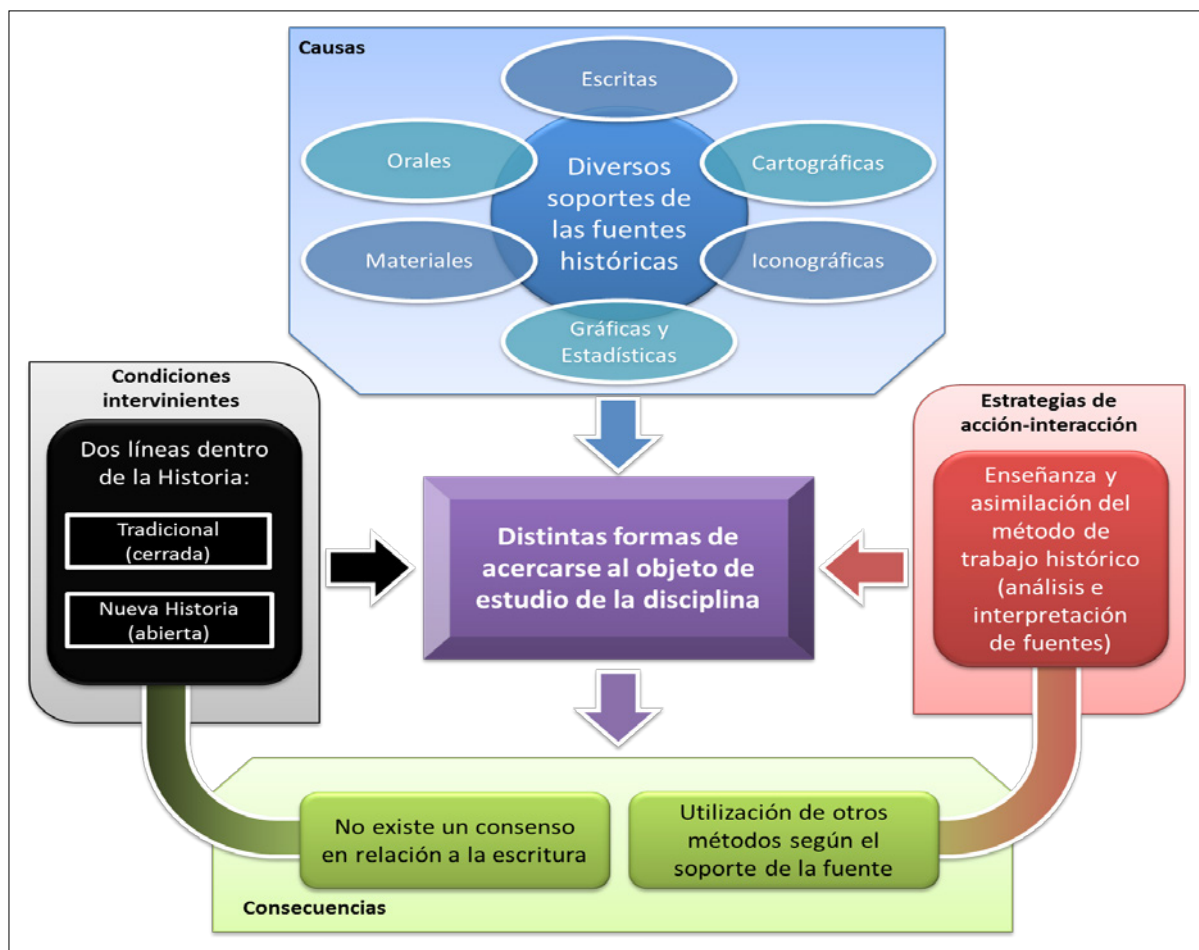 Causas
Escritas
Orales
Cartográficas
Diversos
soportes de
las fuentes
históricas
Materiales
Iconográficas
Gráficas y
Estadísticas
Condiciones
intervinientes
Dos líneas dentro
de la Historia:
Tradicional
(cerrada)
Nueva Historia
(abierta)
Distintas formas de
acercarse al objeto de
estudio de la disciplina
Estrategias de
acción-interacción
Enseñanza y
asimilación del
método de
trabajo histórico
(análisis e
interpretación
de fuentes)
No existe un consenso
en relación a la escritura
Utilización de otros
métodos según el
soporte de la fuente
Consecuencias